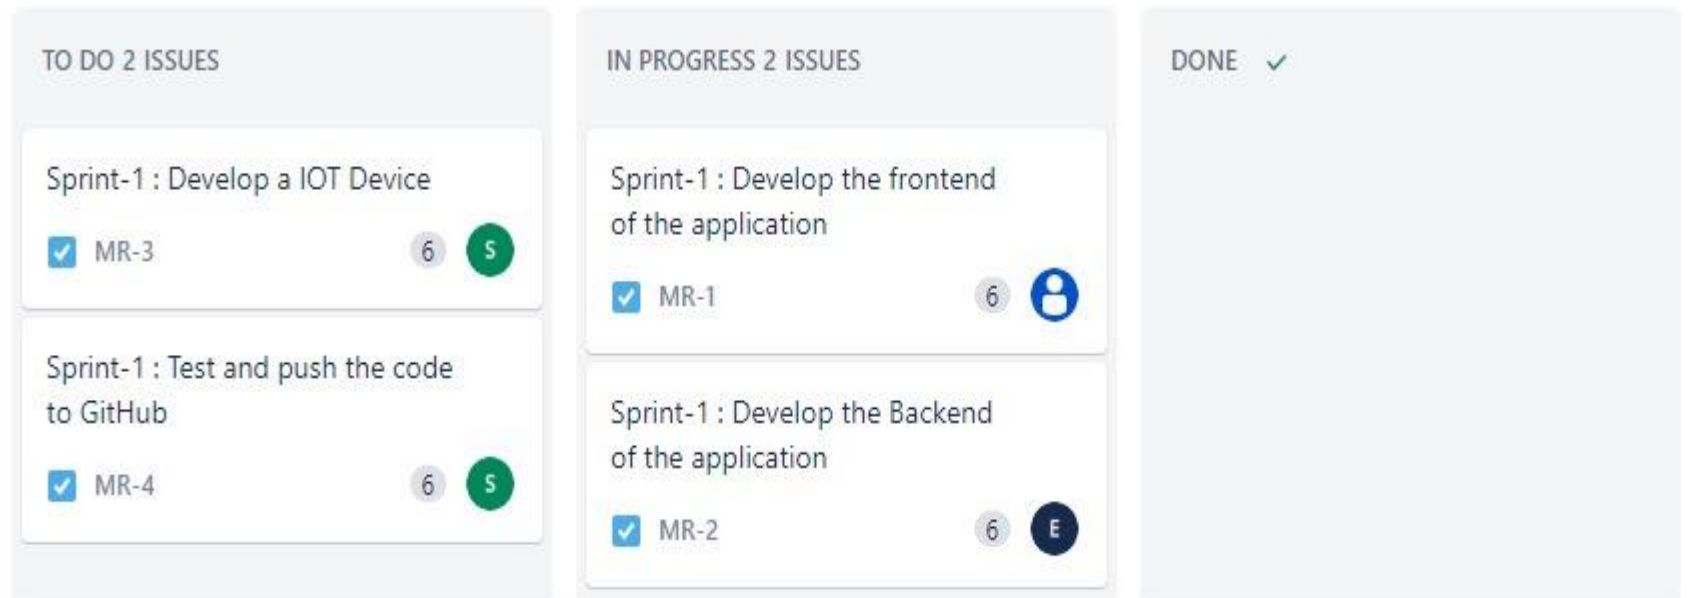 TO DO 2 ISSUES
Sprint-1 : Develop a IOT Device
MR-3
6
S
Sprint-1 : Test and push the code
to GitHub
MR-4
6
S
IN PROGRESS 2 ISSUES
Sprint-1 : Develop the frontend
of the application
MR-1
6
Sprint-1 : Develop the Backend
of the application
MR-2
6
E
DONE